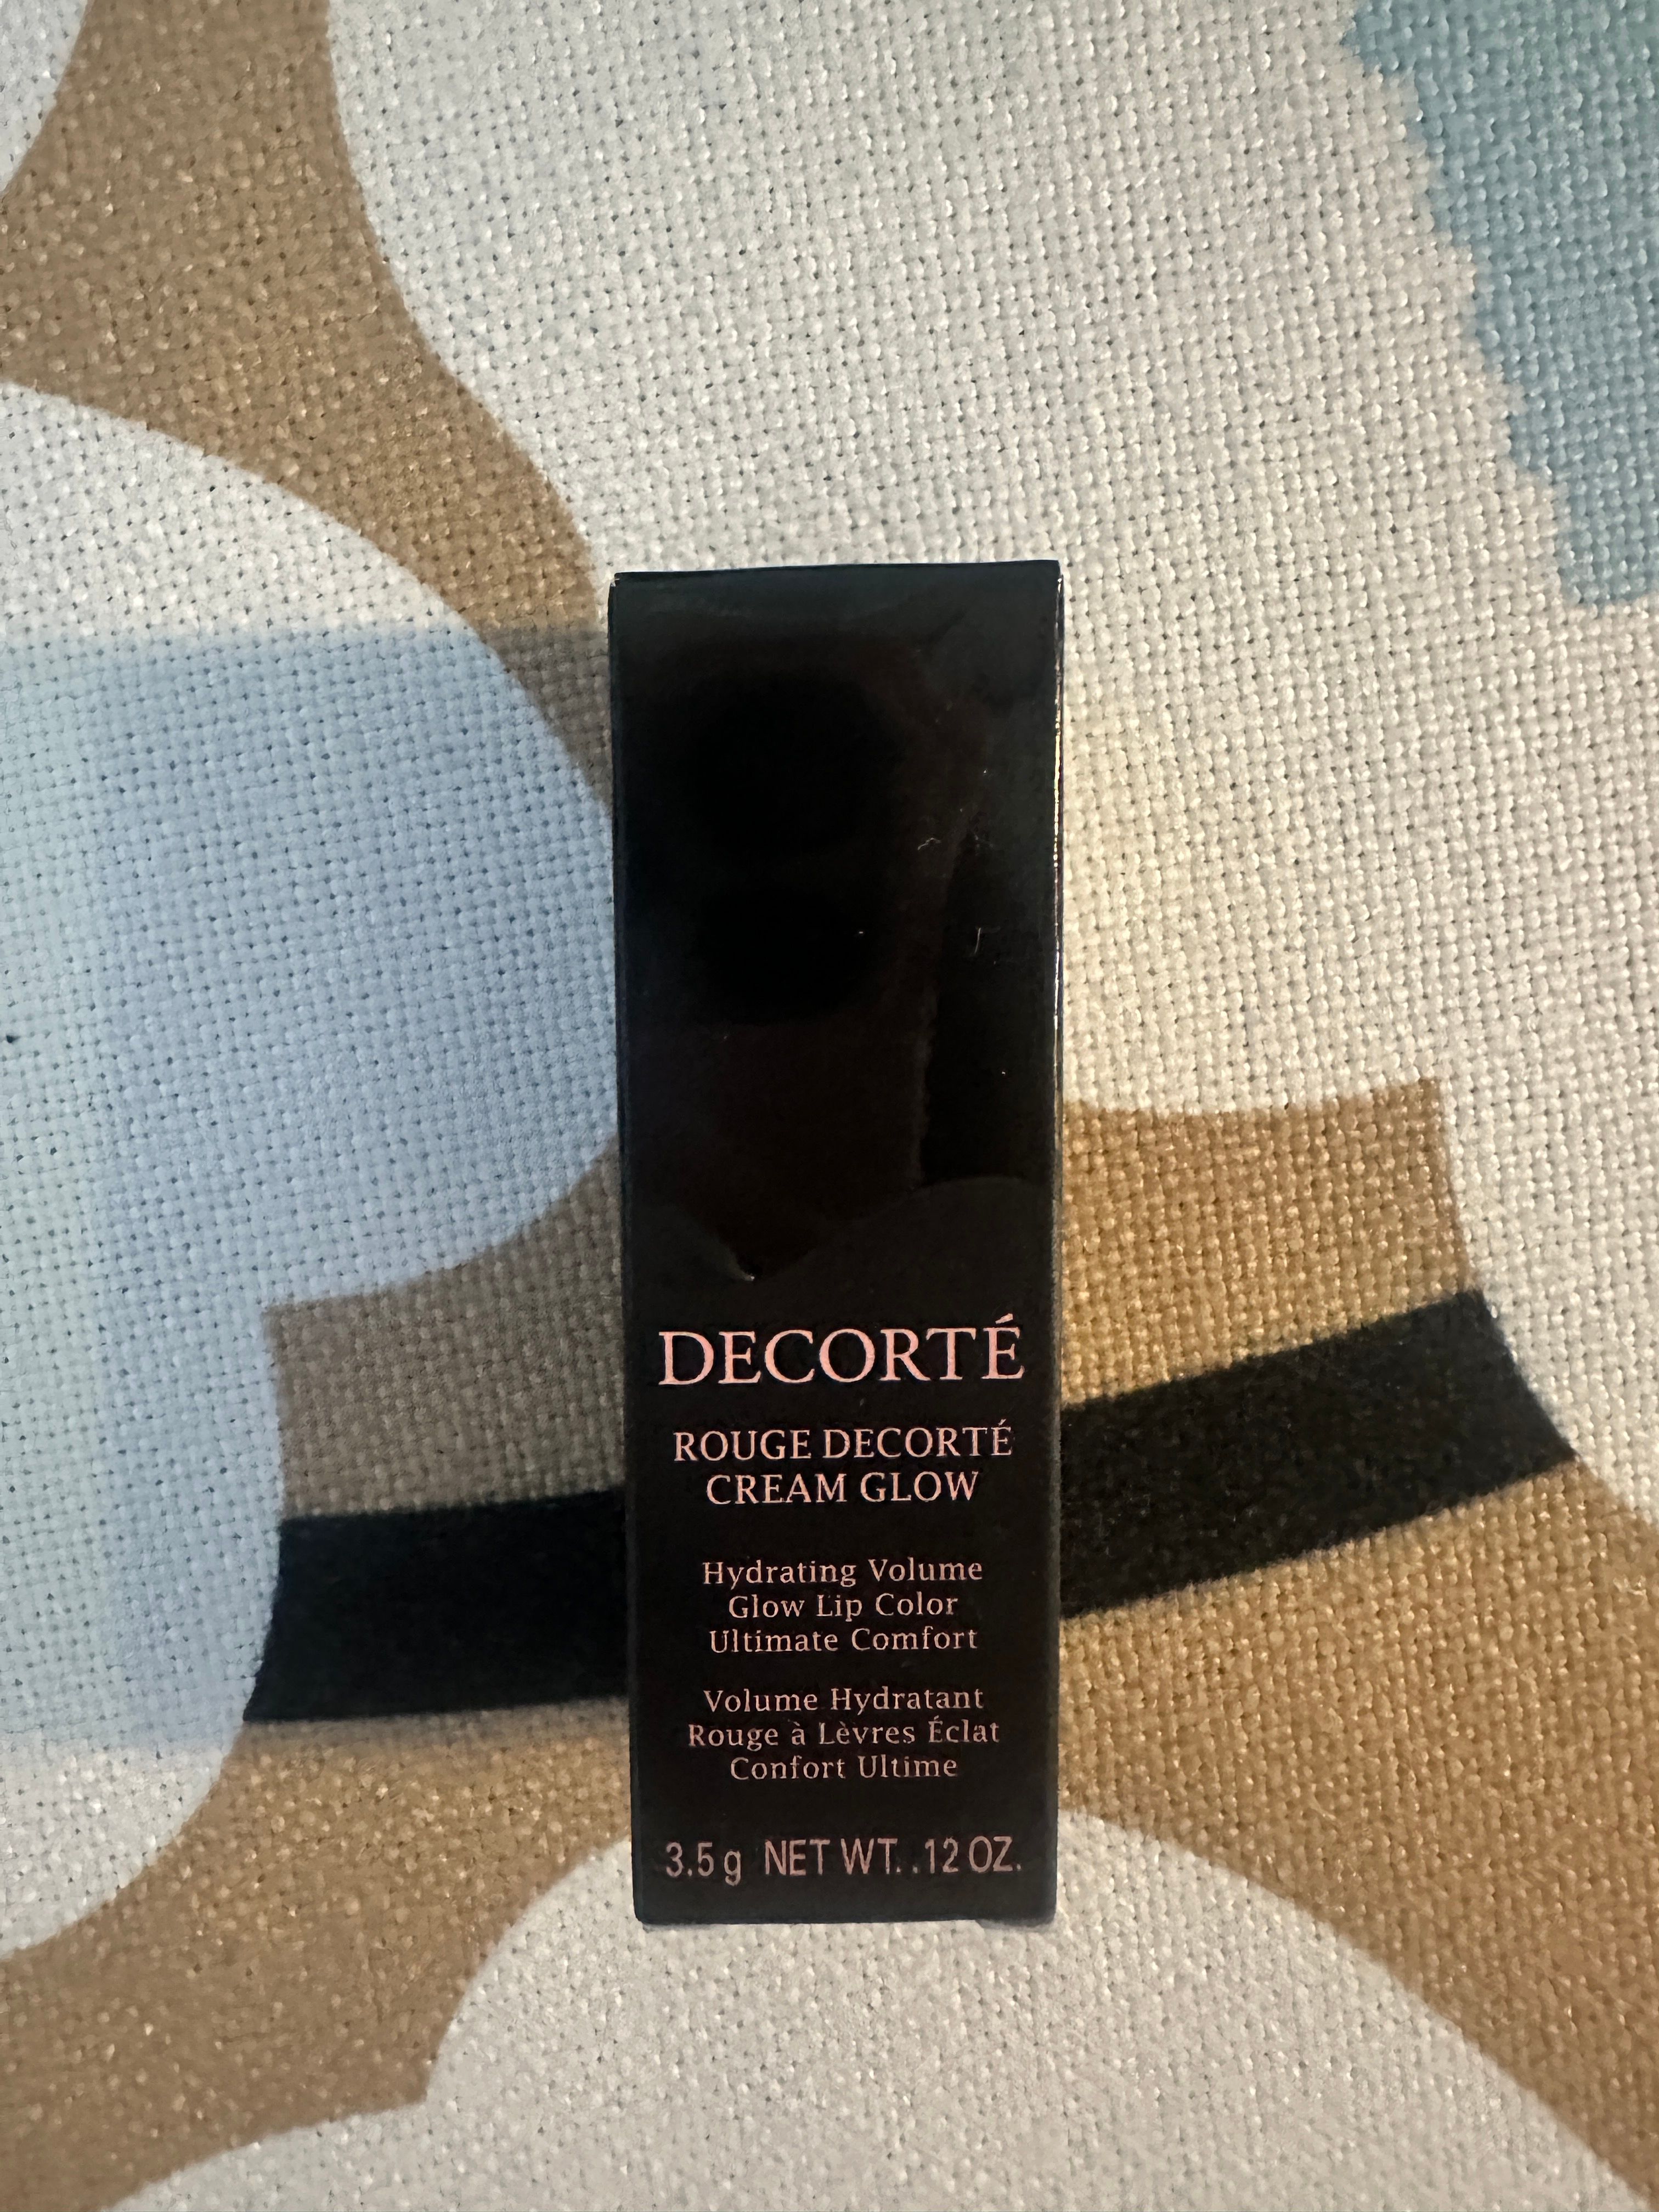 DECORTÉ
ROUGE DECORTÉ
CREAM GLOW
Hydrating Volume
Glow Lip Color
Ultimate Comfort
Volume Hydratant
Rouge à Lèvres Éclat
Confort Ultime
3.5 g NET WT. .12 OZ.